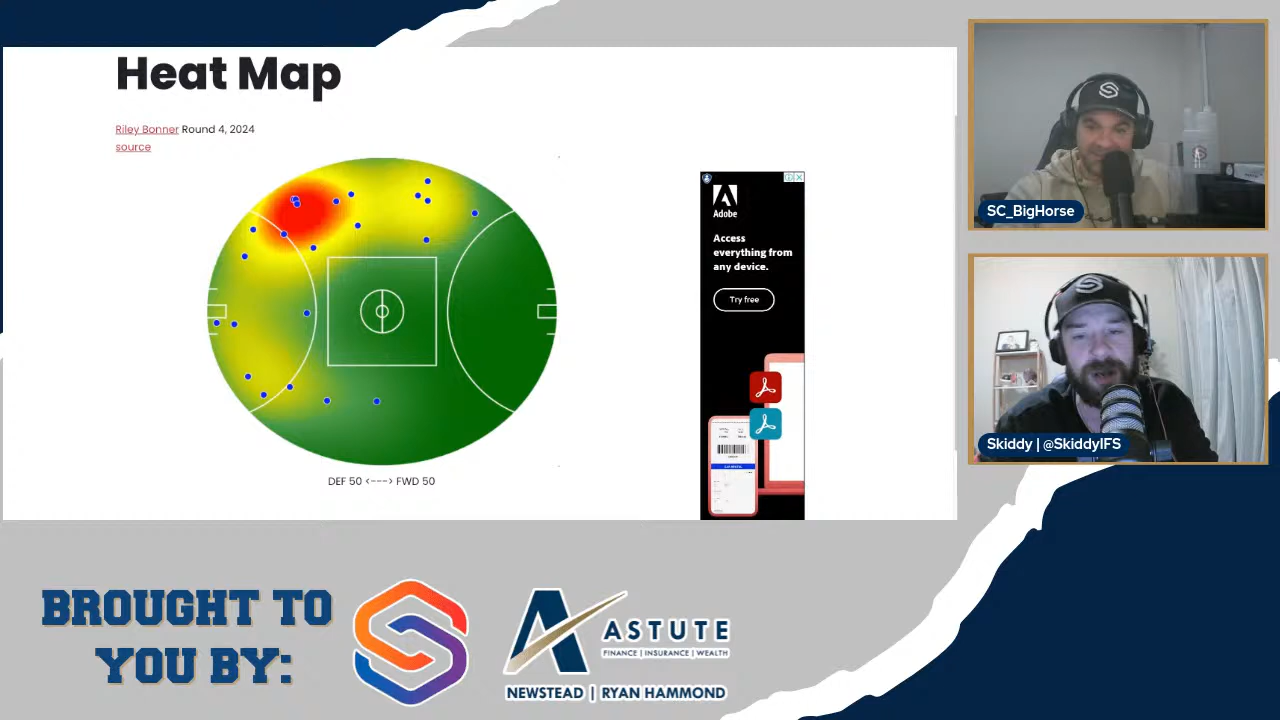 Heat Map
Riley Bonner Round 4, 2024
source
DEF 50 <---> FWD 50
Adobe
Access
everything from
any device.
Try free
SC_BigHorse
Skiddy | @SkiddyIFS
BROUGHT TO
YOU BY:
ASTUTE
FINANCE | INSURANCE | WEALTH
NEWSTEAD | RYAN HAMMOND